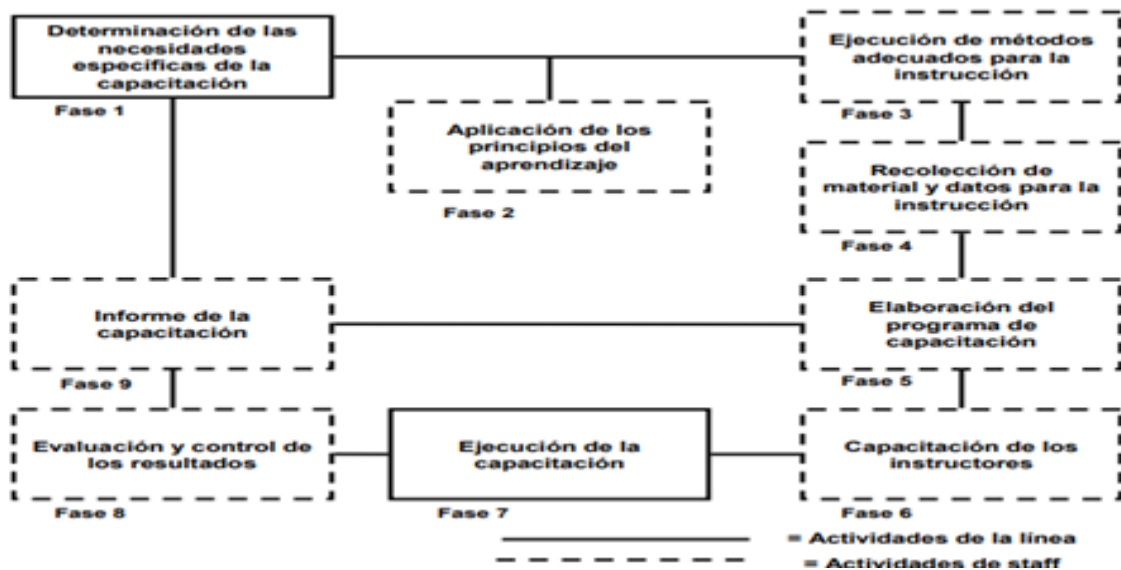 Determinación de las
necesidades
específicas de la
capacitación
Fase 1
Aplicación de los
principios del
aprendizaje
Fase 2
Ejecución de métodos
adecuados para la
instrucción
Fase 3
Recolección de
material y datos para la
instrucción
Fase 4
Informe de la
capacitación
Fase 9
Elaboración del
programa de
capacitación
Fase 5
Evaluación y control de
los resultados
Fase 8
Ejecución de la
capacitación
Fase 7
Capacitación de los
instructores
Fase 6
= Actividades de la línea
= Actividades de staff